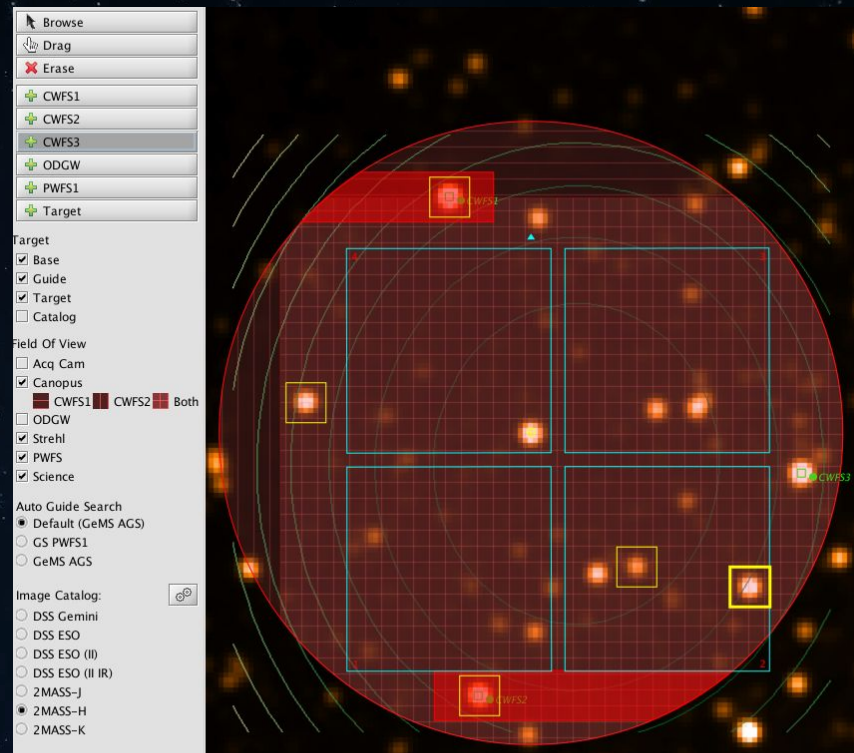 Browse
Drag
Erase
CWFS1
CWFS2
CWFS3
ODGW
PWFS1
Target
Target
Base
Guide
Target
Catalog
Field Of View
Acq Cam
Canopus
CWFS1 CWFS2 Both
ODGW
Strehl
PWFS
Science
Auto Guide Search
Default (GeMS AGS)
GS PWFS1
GeMS AGS
Image Catalog:
DSS Gemini
DSS ESO
DSS ESO (II)
DSS ESO (II IR)
2MASS-J
2MASS-H
2MASS-K
CWFS1
4
CWFS3
2
CWFS2